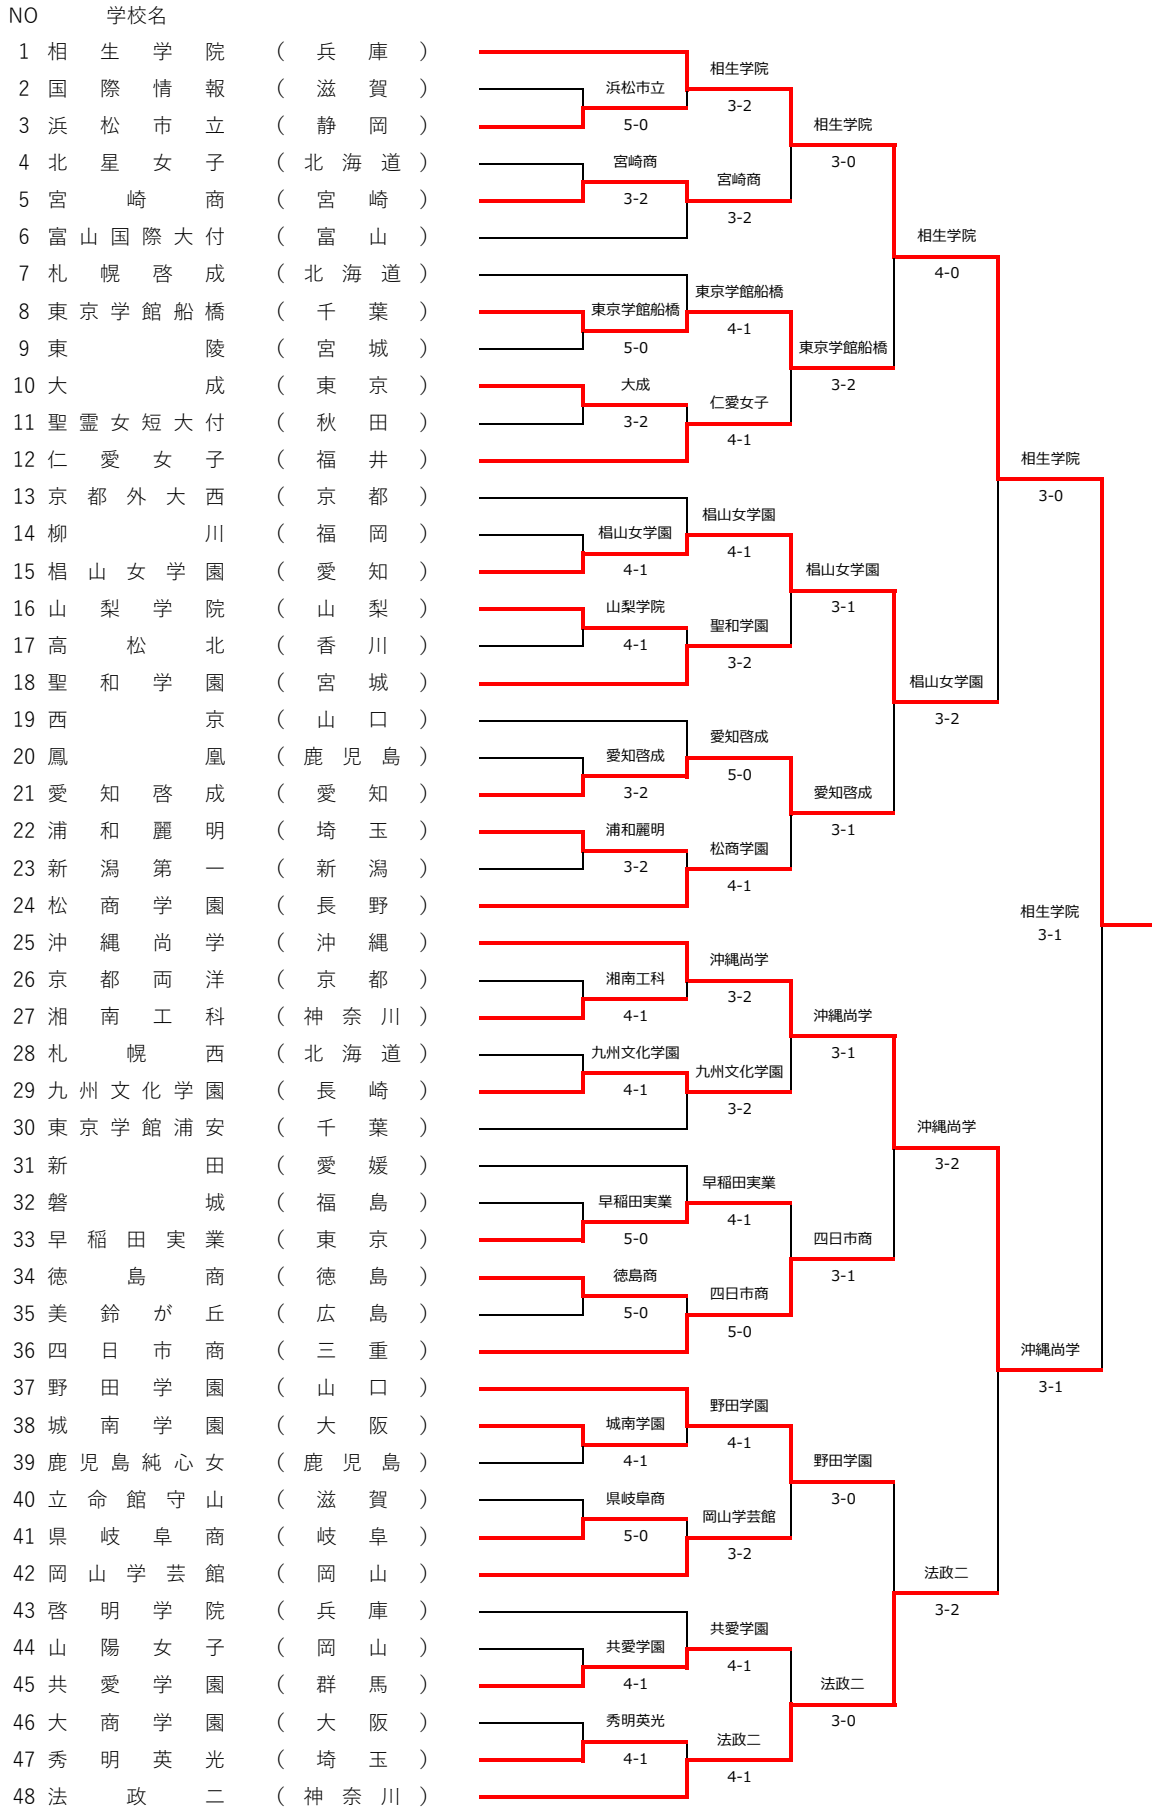 NO 学校名
1 相生学院 (兵庫)
2 国際情報 (滋賀)
3 浜松市立 (静岡)
4 北星女子 (北海道)
5 宮崎商 (宮崎)
6 富山国際大付 (富山)
7 札幌啓成 (北海道)
8 東京学館船橋 (千葉)
9 東陵 (宮城)
10 大成 (東京)
11 聖霊女短大付 (秋田)
12 仁愛女子 (福井)
13 京都外大西 (京都)
14 柳川 (福岡)
15 椙山女学園 (愛知)
16 山梨学院 (山梨)
17 高松北 (香川)
18 聖和学園 (宮城)
19 西京 (山口)
20 鳳凰 (鹿児島)
21 愛知啓成 (愛知)
22 浦和麗明 (埼玉)
23 新潟第一 (新潟)
24 松商学園 (長野)
25 沖縄尚学 (沖縄)
26 京都両洋 (京都)
27 湘南工科 (神奈川)
28 札幌西 (北海道)
29 九州文化学園 (長崎)
30 東京学館浦安 (千葉)
31 新田 (愛媛)
32 磐城 (福島)
33 早稲田実業 (東京)
34 徳島商 (徳島)
35 美鈴が丘 (広島)
36 四日市商 (三重)
37 野田学園 (山口)
38 城南学園 (大阪)
39 鹿児島純心女 (鹿児島)
40 立命館守山 (滋賀)
41 県岐阜商 (岐阜)
42 岡山学芸館 (岡山)
43 啓明学院 (兵庫)
44 山陽女子 (岡山)
45 共愛学園 (群馬)
46 大商学園 (大阪)
47 秀明英光 (埼玉)
48 法政二 (神奈川)
浜松市立
5-0
宮崎商
3-2
東京学館船橋
5-0
大成
3-2
椙山女学園
4-1
山梨学院
4-1
愛知啓成
3-2
浦和麗明
3-2
湘南工科
4-1
九州文化学園
4-1
早稲田実業
5-0
徳島商
5-0
城南学園
4-1
県岐阜商
5-0
共愛学園
4-1
秀明英光
4-1
相生学院
3-2
宮崎商
3-2
東京学館船橋
4-1
仁愛女子
4-1
椙山女学園
4-1
聖和学園
3-2
愛知啓成
5-0
松商学園
4-1
沖縄尚学
3-2
九州文化学園
3-2
早稲田実業
4-1
四日市商
5-0
野田学園
4-1
岡山学芸館
3-2
共愛学園
4-1
法政二
4-1
相生学院
3-0
東京学館船橋
3-2
椙山女学園
3-1
愛知啓成
3-1
沖縄尚学
3-1
四日市商
3-1
野田学園
3-0
法政二
3-0
相生学院
4-0
椙山女学園
3-2
沖縄尚学
3-2
法政二
3-2
相生学院
3-0
沖縄尚学
3-1
相生学院
3-1